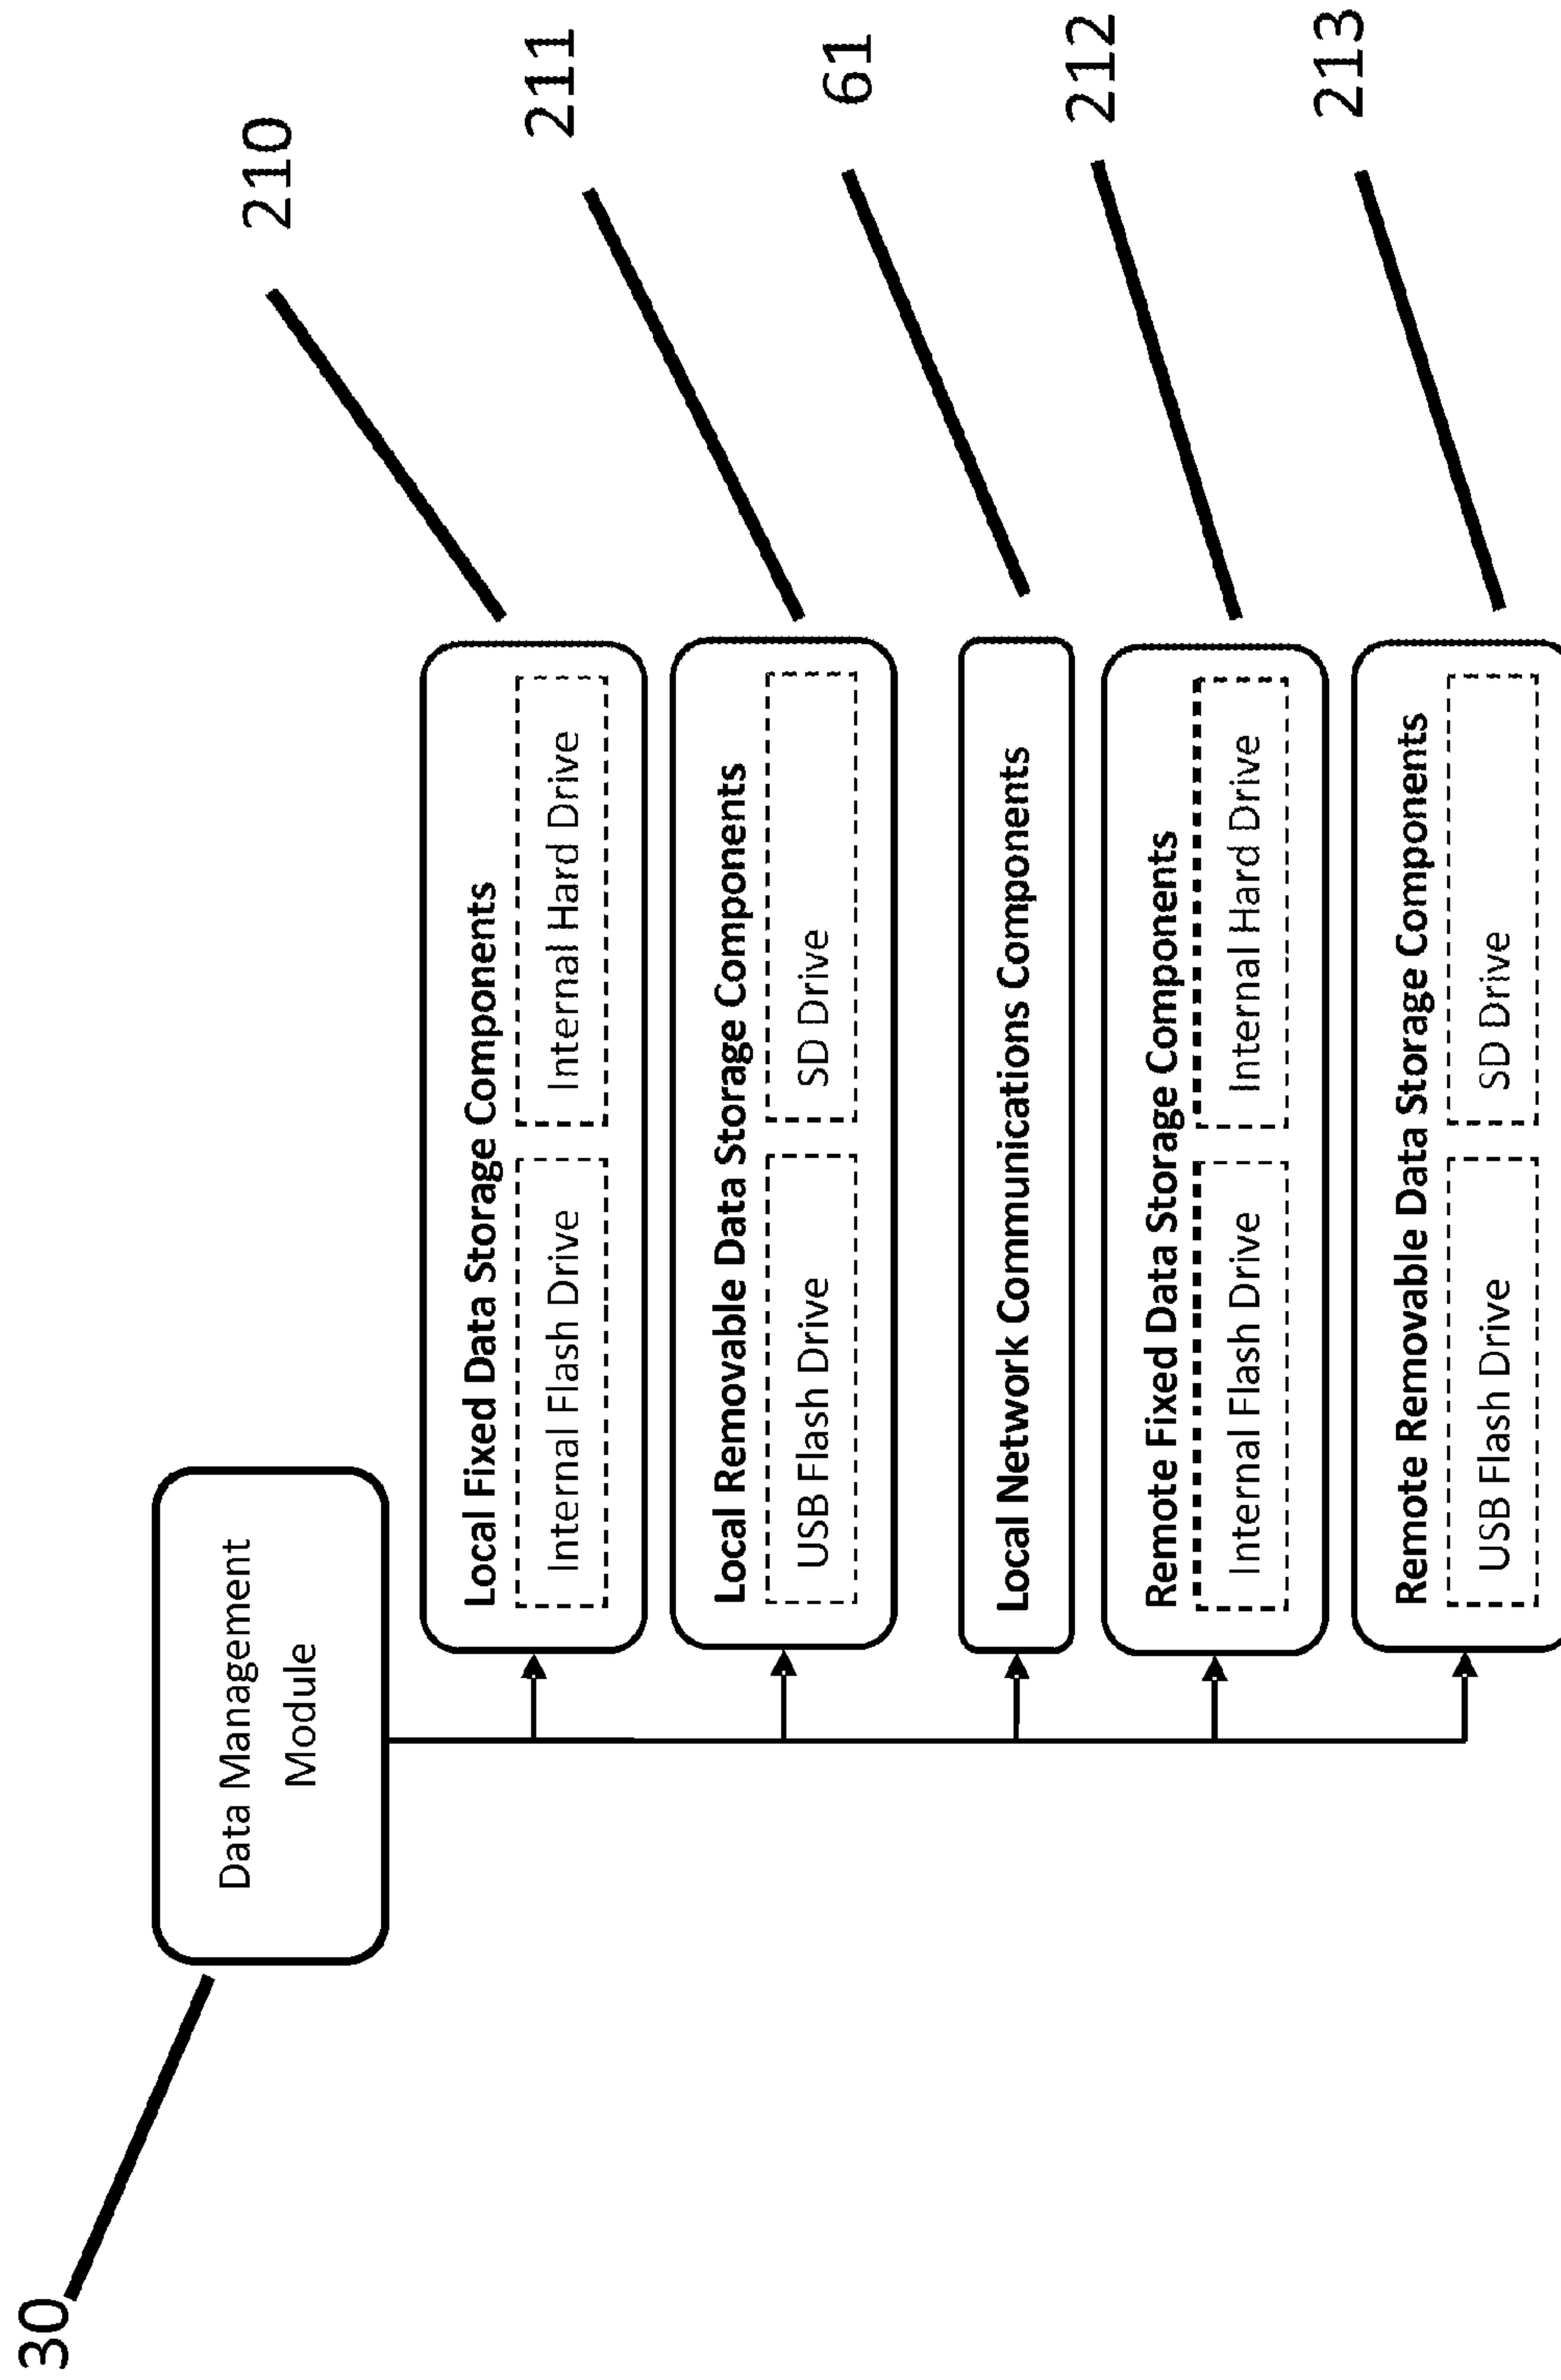 30
Data Management
Module
210
Local Fixed Data Storage Components
Internal Flash Drive
Internal Hard Drive
211
Local Removable Data Storage Components
USB Flash Drive
SD Drive
61
Local Network Communications Components
212
Remote Fixed Data Storage Components
Internal Flash Drive
Internal Hard Drive
213
Remote Removable Data Storage Components
USB Flash Drive
SD Drive